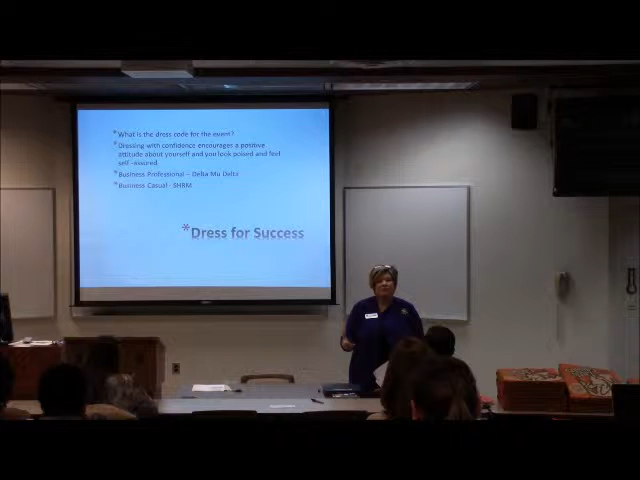 *What is the dress code for the event?
*Dressing with confidence encourages a positive
attitude about yourself and you look poised and feel
self -assured.
*Business Professional – Delta Mu Delta
*Business Casual - SHRM
*Dress for Success